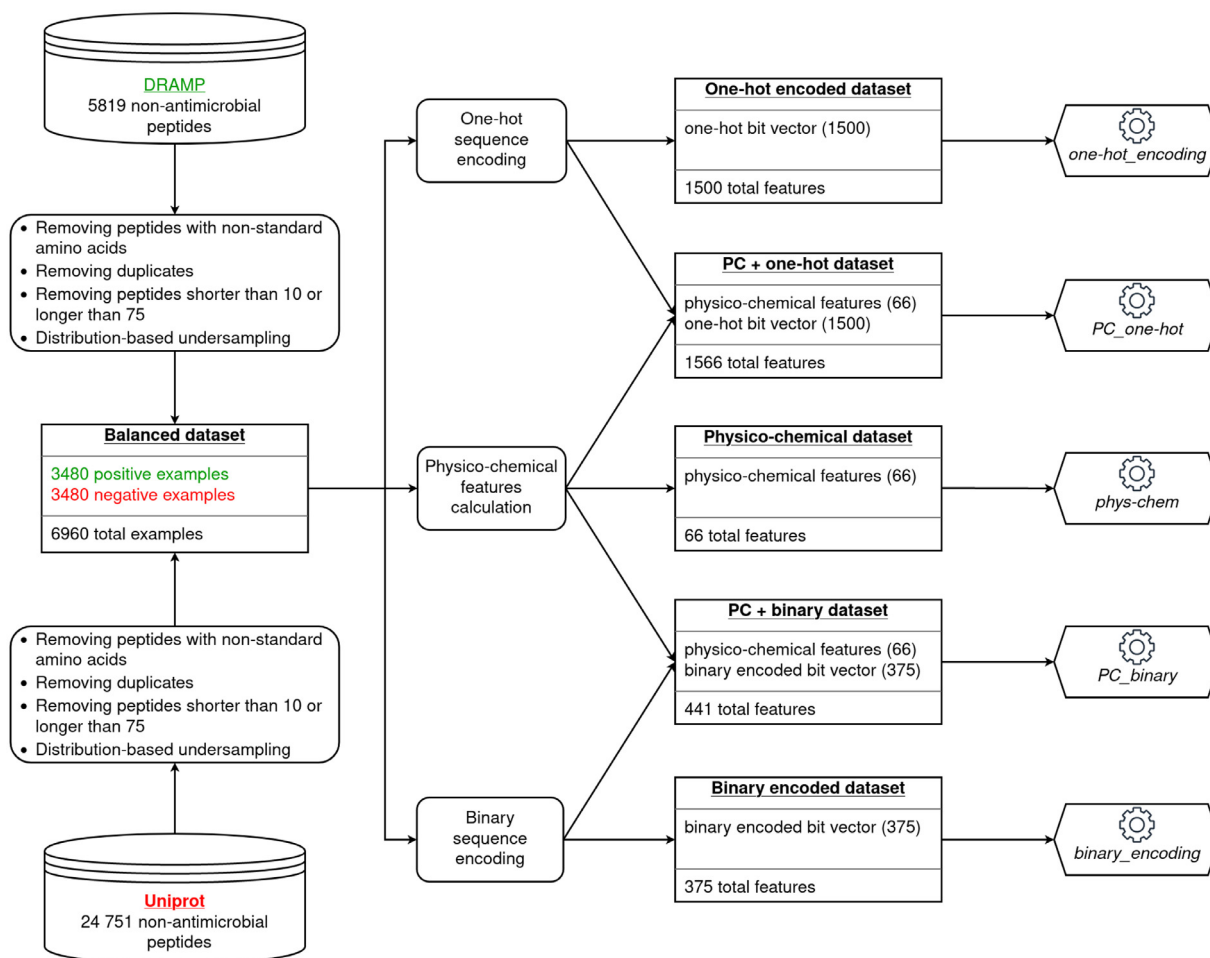 DRAMP
5819 non-antimicrobial
peptides
• Removing peptides with non-standard
amino acids
• Removing duplicates
• Removing peptides shorter than 10 or
longer than 75
• Distribution-based undersampling
Balanced dataset
3480 positive examples
3480 negative examples
6960 total examples
• Removing peptides with non-standard
amino acids
• Removing duplicates
• Removing peptides shorter than 10 or
longer than 75
• Distribution-based undersampling
Uniprot
24 751 non-antimicrobial
peptides
One-hot
sequence
encoding
Physico-chemical
features
calculation
Binary
sequence
encoding
One-hot encoded dataset
one-hot bit vector (1500)
1500 total features
PC + one-hot dataset
physico-chemical features (66)
one-hot bit vector (1500)
1566 total features
Physico-chemical dataset
physico-chemical features (66)
66 total features
PC + binary dataset
physico-chemical features (66)
binary encoded bit vector (375)
441 total features
Binary encoded dataset
binary encoded bit vector (375)
375 total features
one-hot_encoding
PC_one-hot
phys-chem
PC_binary
binary_encoding